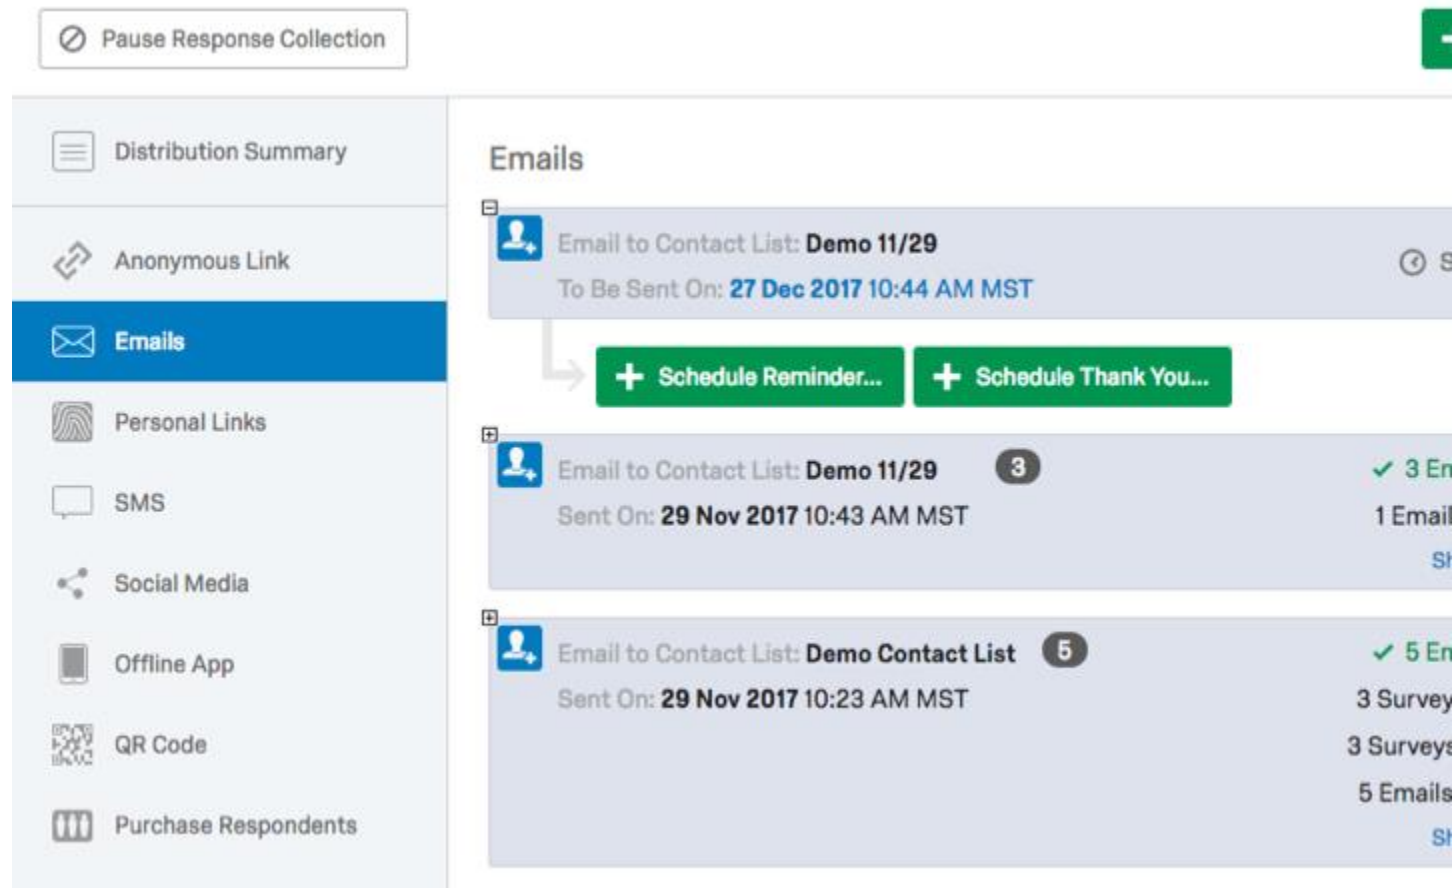 Pause Response Collection
Distribution Summary
Anonymous Link
Emails
Personal Links
SMS
Social Media
Offline App
QR Code
Purchase Respondents
Emails
Email to Contact List: Demo 11/29
To Be Sent On: 27 Dec 2017 10:44 AM MST
Schedule Reminder...
Schedule Thank You...
Email to Contact List: Demo 11/29 3
Sent On: 29 Nov 2017 10:43 AM MST
3
1 Email
Email to Contact List: Demo Contact List 5
Sent On: 29 Nov 2017 10:23 AM MST
5
3 Survey
3 Surveys
5 Emails